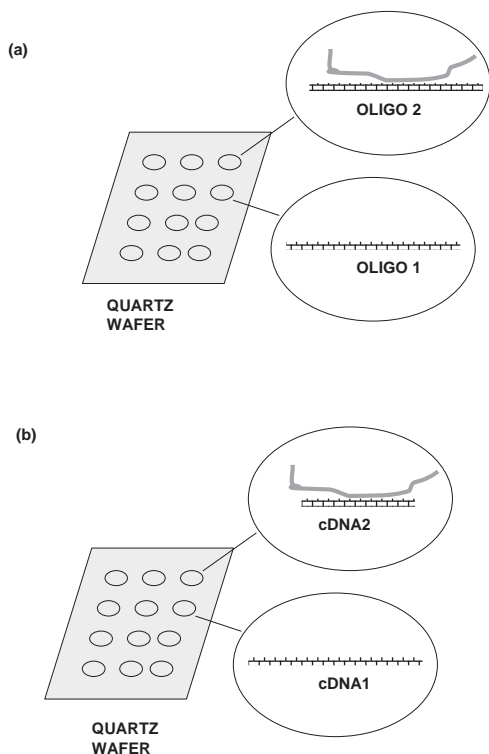 (a)
OLIGO 2
OLIGO 1
QUARTZ
WAFER
(b)
cDNA2
cDNA1
QUARTZ
WAFER